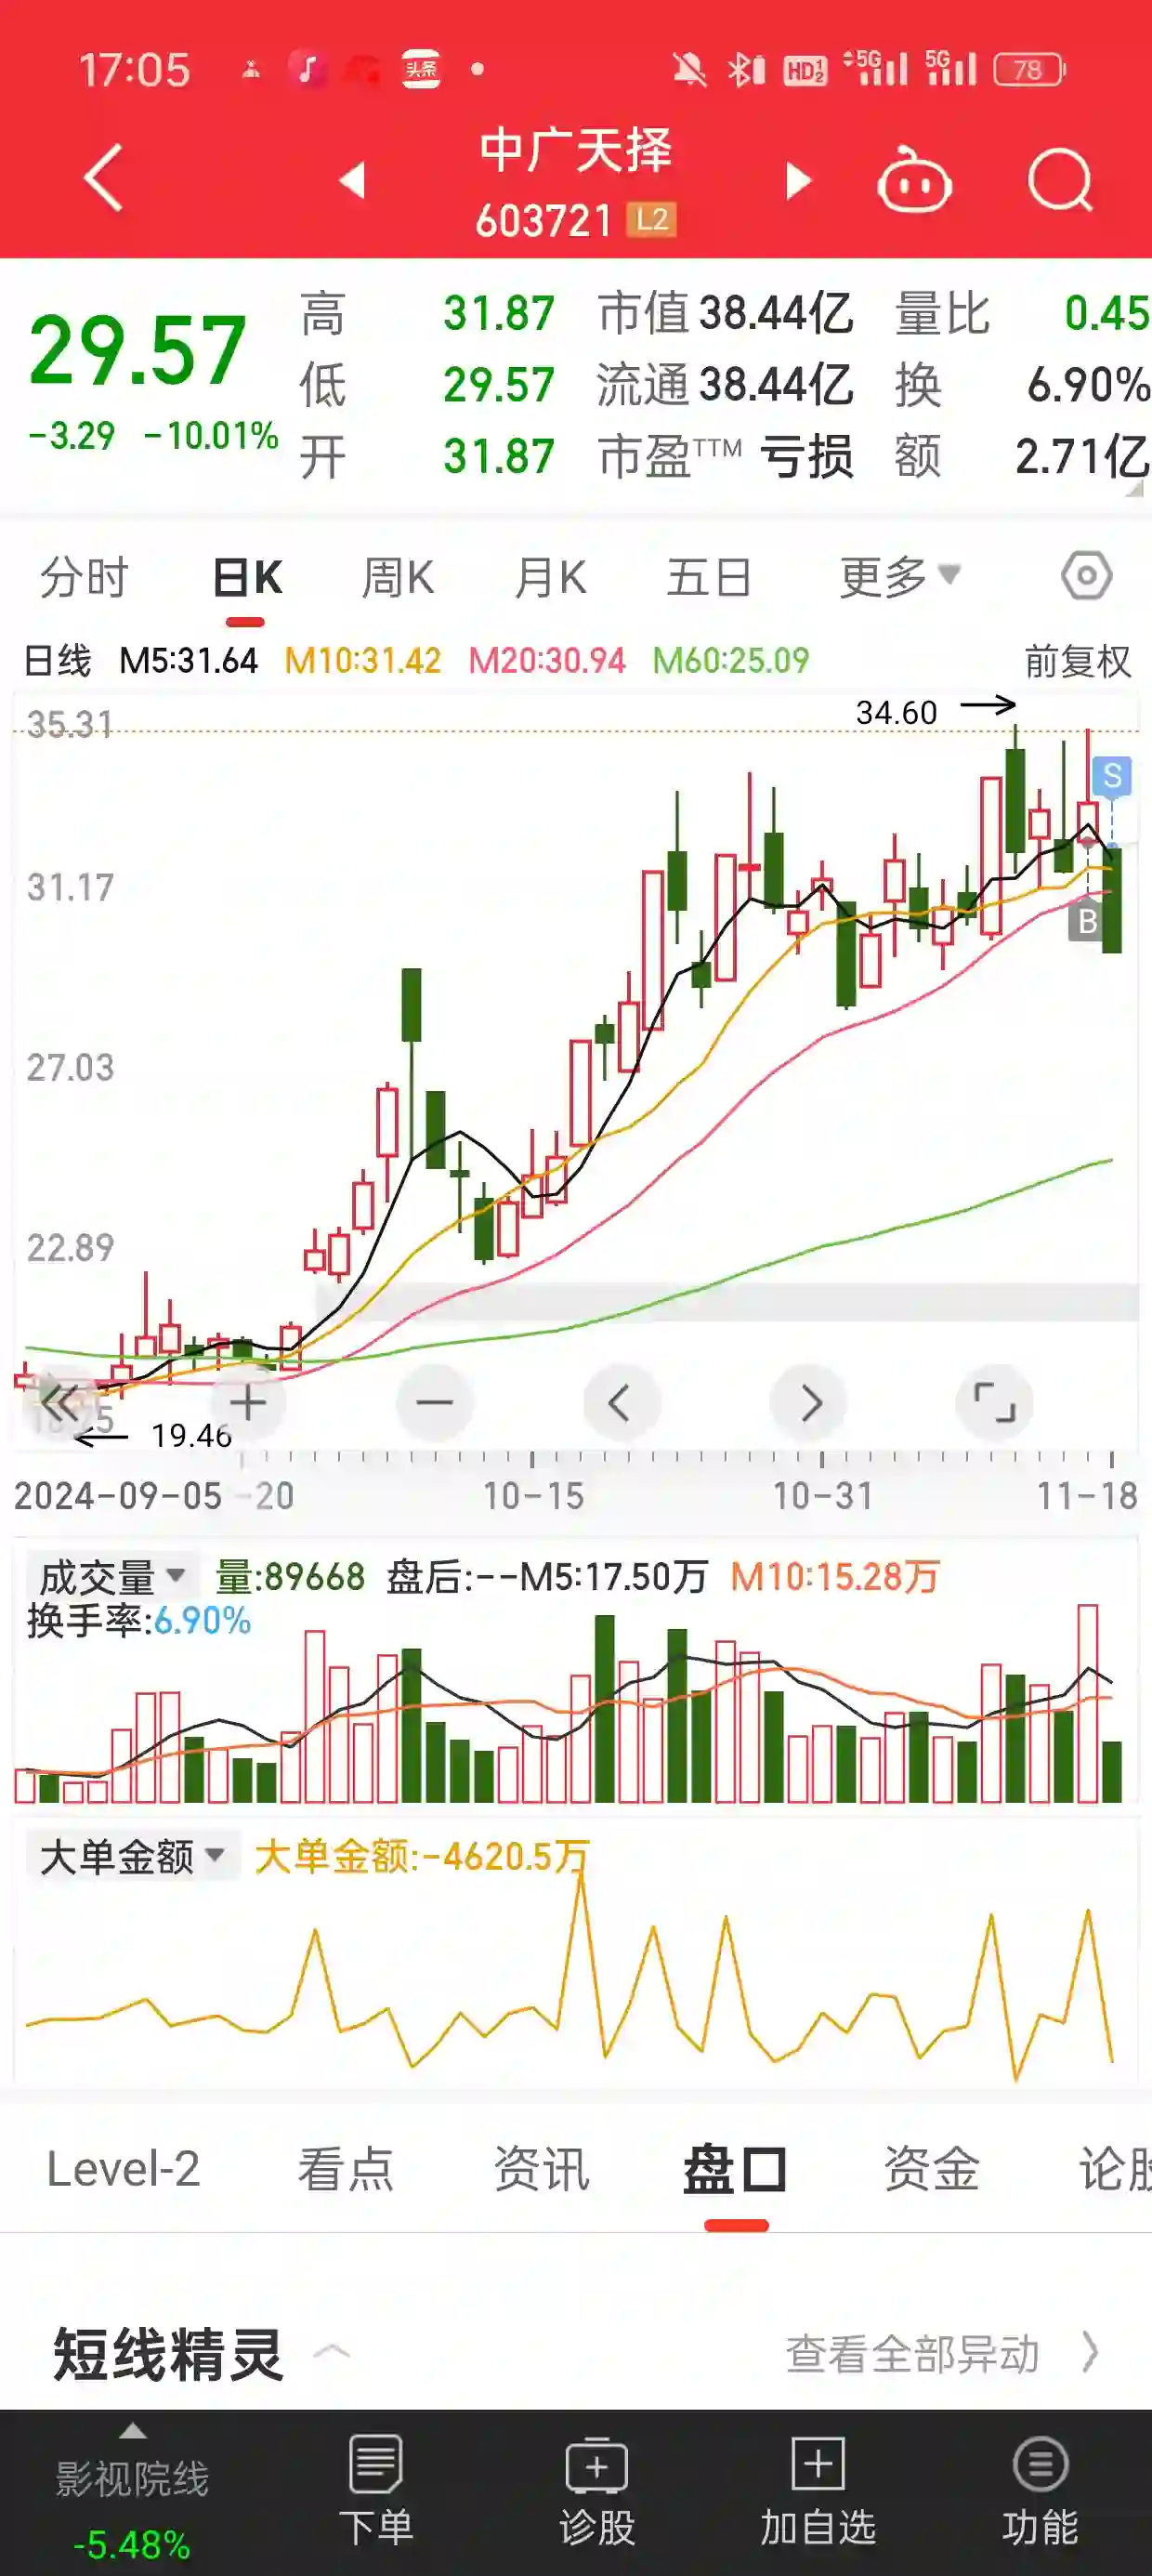 17:05 头条 HD 5G 5G 78
中广天择
603721 L2
29.57
-3.29 -10.01%
高 31.87 市值 38.44亿 量比 0.45
低 29.57 流通 38.44亿 换 6.90%
开 31.87 市盈TTM 亏损 额 2.71亿
分时 日K 周K 月K 五日 更多
日线 M5:31.64 M10:31.42 M20:30.94 M60:25.09 前复权
34.60
35.31
S
31.17
B
27.03
22.89
19.46
2024-09-05 -20 10-15 10-31 11-18
成交量 量:89668 盘后:--M5:17.50万 M10:15.28万
换手率:6.90%
大单金额 大单金额:-4620.5万
Level-2 看点 资讯 盘口 资金 论股
短线精灵 查看全部异动
影视院线
-5.48%
下单 诊股 加自选 功能